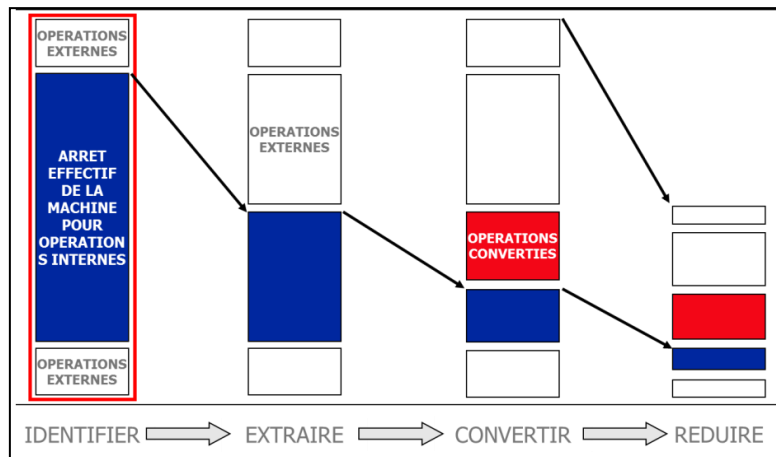 OPERATIONS
EXTERNES
ARRET
EFFECTIF
DE LA
MACHINE
POUR
OPERATION
S INTERNES
OPERATIONS
EXTERNES
OPERATIONS
EXTERNES
OPERATIONS
CONVERTIES
IDENTIFIER EXTRAIRE CONVERTIR REDUIRE